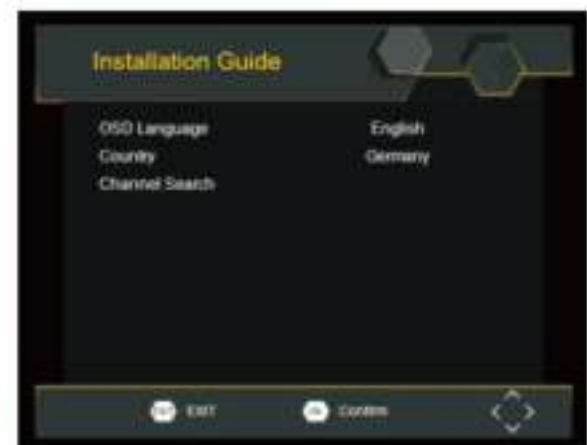 Installation Guide
OSD Language English
Country Germany
Channel Search
EXIT Confirm